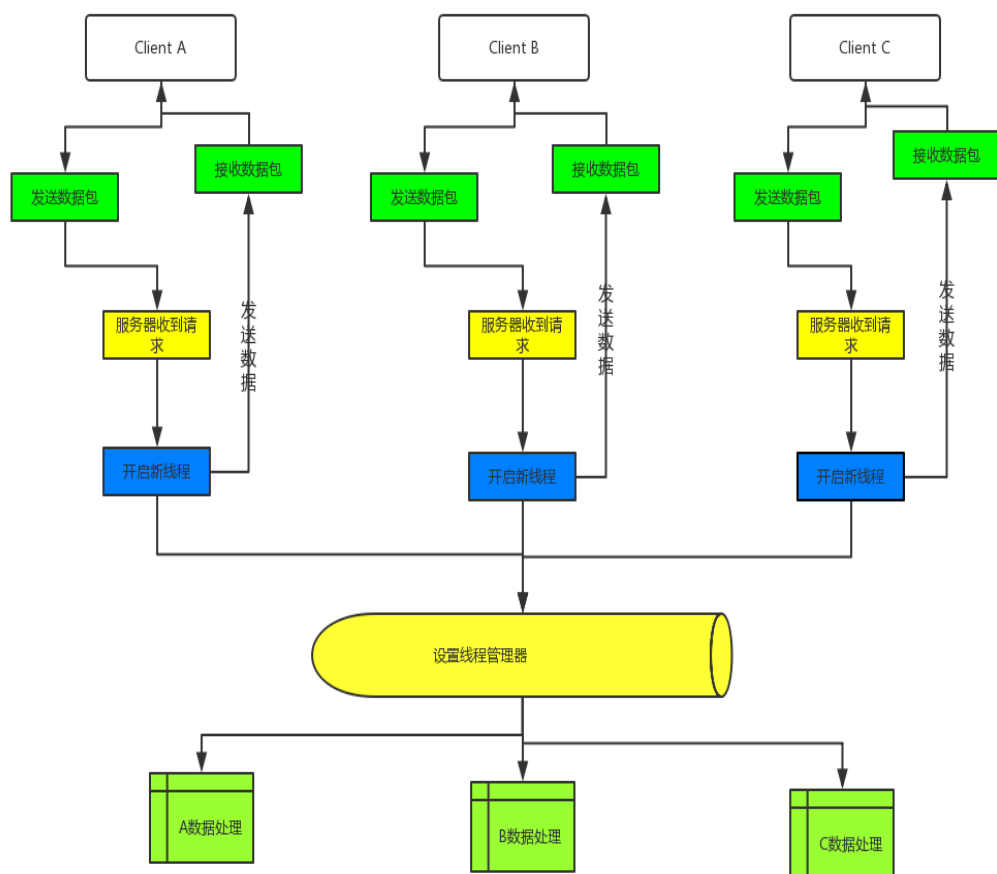 Client A
Client B
Client C
接收数据包
接收数据包
接收数据包
发送数据包
发送数据包
发送数据包
服务器收到请
求
发送数据
服务器收到请
求
发送数据
服务器收到请
求
发送数据
开启新线程
开启新线程
开启新线程
设置线程管理器
A数据处理
B数据处理
C数据处理